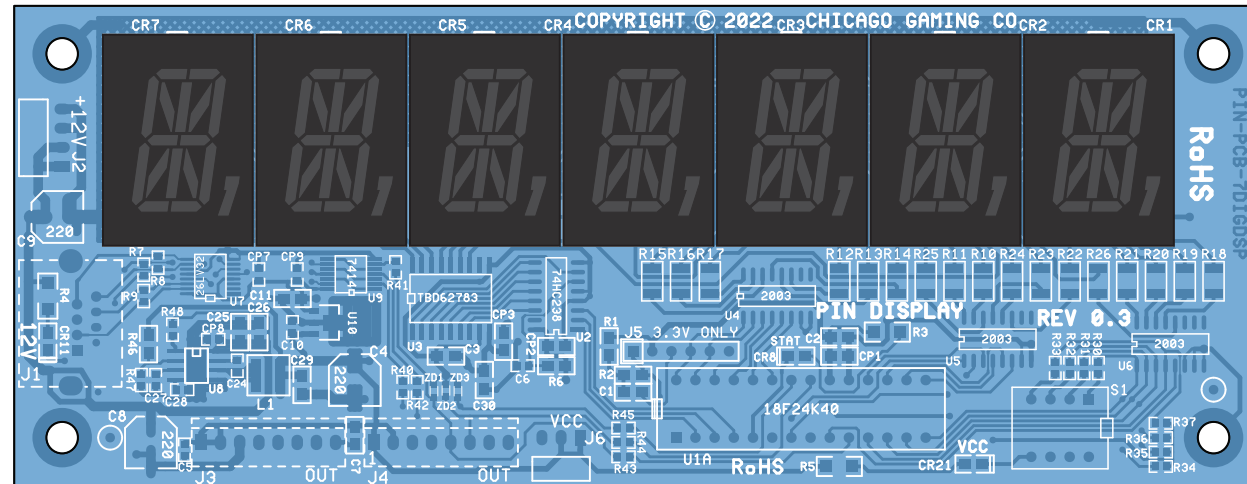 CR7 CR6 CR5 CR4 COPYRIGHT © 2022 CHICAGO GAMING CO CR3 CR2 CR1
PIN-PCB-7DIGDSP
+12V J2
RoHS
C9 220
R7 R8 R9 CP7 CP9 7414 U9 R41 TBD62783 74HC238
R15 R16 R17 R12 R13 R14 R25 R11 R10 R24 R23 R22 R26 R21 R20 R19 R18
R4 U7 C11 C25 C26 U10 CP3 U4 2003 PIN DISPLAY REV 0.3
12V CR11 J1 R46 R48 CP8 C10 C29 C4 220 U3 C3 CP2 U2 R1 J5 3.3V ONLY STAT C2 R3 CR8 CP1 U5 2003 2003 U6
R33 R32 R31 R30
R47 C27 C28 U8 C24 L1 R40 R42 ZD1 ZD3 ZD2 C30 C6 R6 R2 C1 18F24K40 S1
C8 220 C5 J3 OUT C7 J4 OUT VCC J6 R45 R44 R43 U1A RoHS R5 CR21 VCC R37 R36 R35 R34